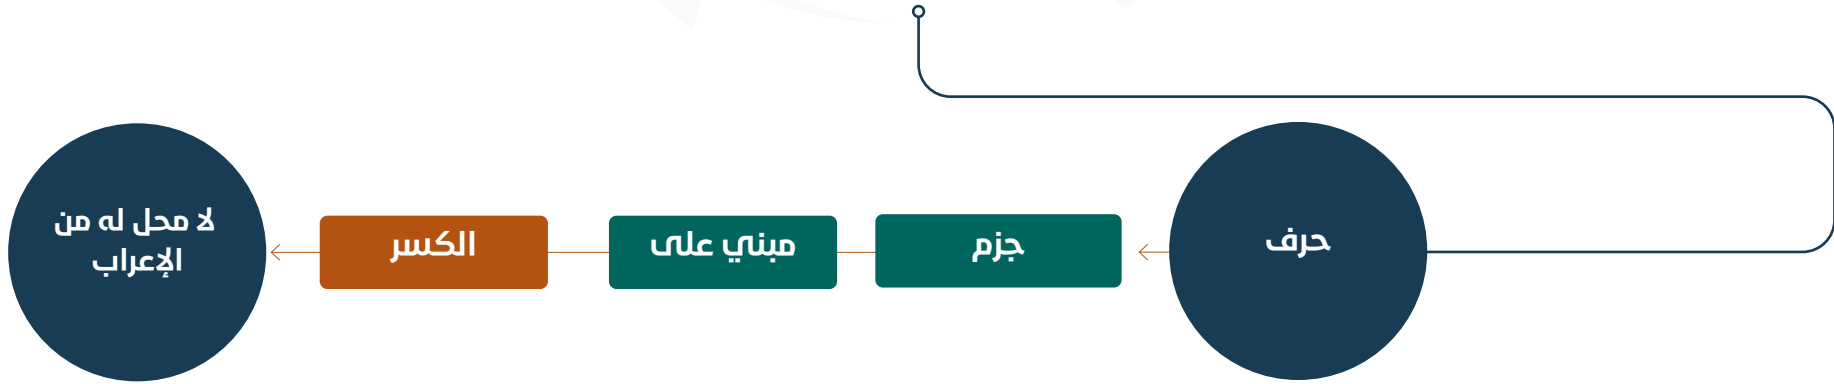 حرف
جزم
مبني على
الكسر
لا محل له من
الإعراب